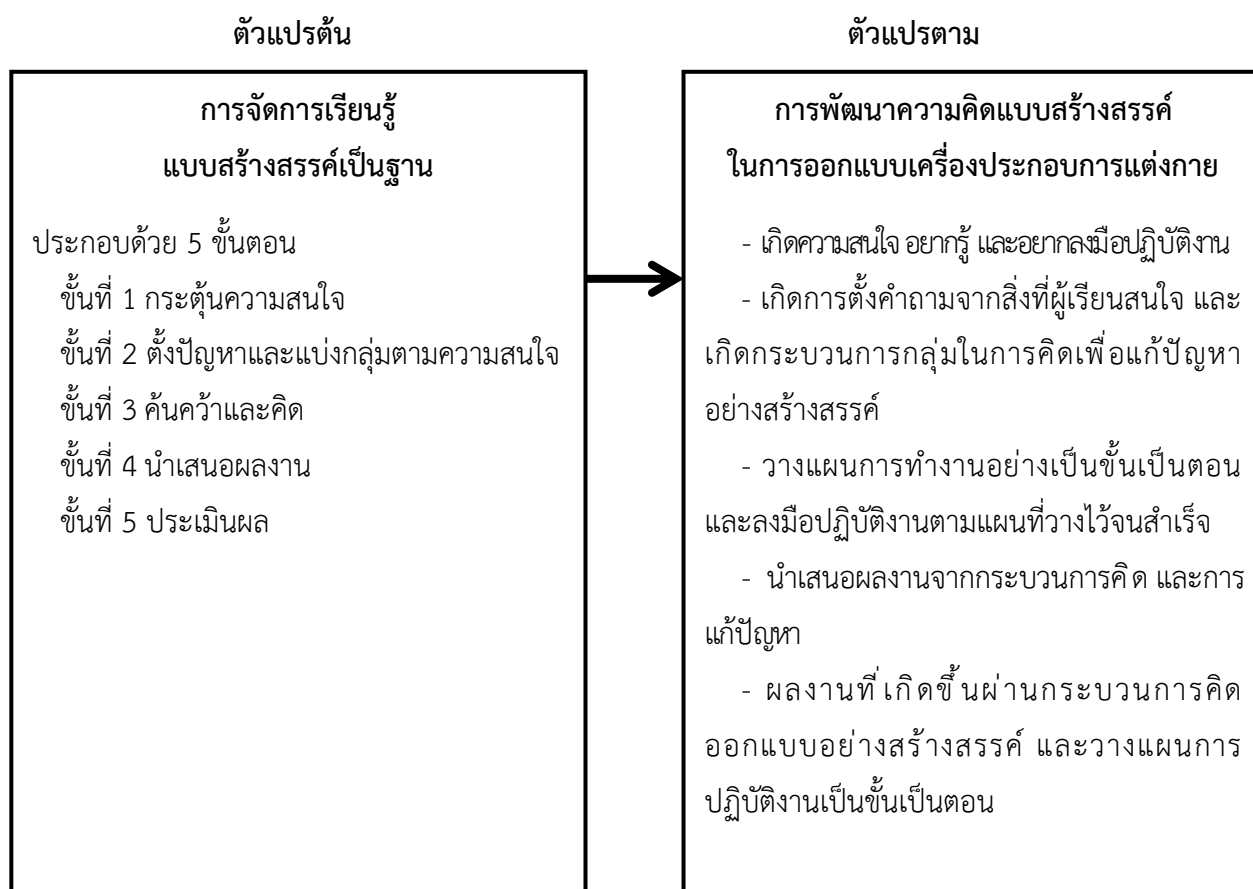 ตัวแปรต้น
การจัดการเรียนรู้
แบบสร้างสรรค์เป็นฐาน
ประกอบด้วย 5 ขั้นตอน
ขั้นที่ 1 กระตุ้นความสนใจ
ขั้นที่ 2 ตั้งปัญหาและแบ่งกลุ่มตามความสนใจ
ขั้นที่ 3 ค้นคว้าและคิด
ขั้นที่ 4 นำเสนอผลงาน
ขั้นที่ 5 ประเมินผล
ตัวแปรตาม
การพัฒนาความคิดแบบสร้างสรรค์
ในการออกแบบเครื่องประกอบการแต่งกาย
- เกิดความสนใจ อยากรู้ และอยากลงมือปฏิบัติงาน
- เกิดการตั้งคำถามจากสิ่งที่ผู้เรียนสนใจ และ
เกิดกระบวนการกลุ่มในการคิดเพื่อแก้ปัญหา
อย่างสร้างสรรค์
- วางแผนการทำงานอย่างเป็นขั้นเป็นตอน
และลงมือปฏิบัติงานตามแผนที่วางไว้จนสำเร็จ
- นำเสนอผลงานจากกระบวนการคิด และการ
แก้ปัญหา
- ผลงานที่เกิดขึ้นผ่านกระบวนการคิด
ออกแบบอย่างสร้างสรรค์ และวางแผนการ
ปฏิบัติงานเป็นขั้นเป็นตอน